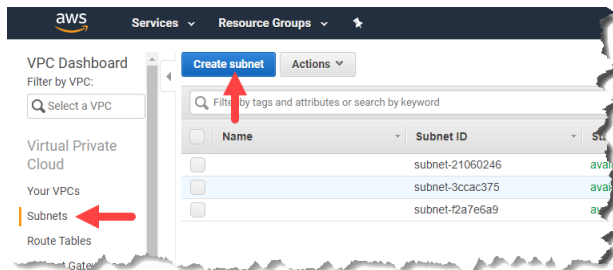 aws
Services
Resource Groups
VPC Dashboard
Filter by VPC:
Select a VPC
Virtual Private
Cloud
Your VPCs
Subnets
Route Tables
Create subnet
Actions
Filter by tags and attributes or search by keyword
Name
Subnet ID
subnet-21060246
subnet-3ccac375
subnet-f2a7e6a9